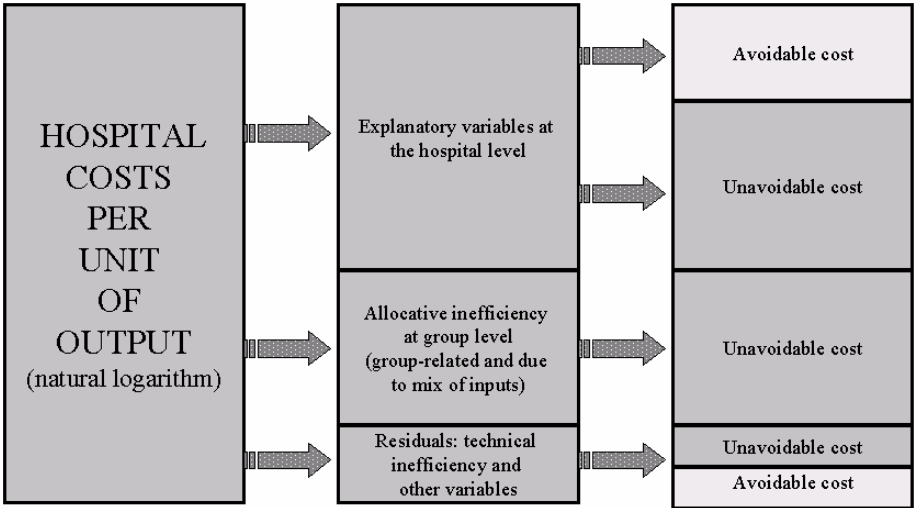 HOSPITAL
COSTS
PER
UNIT
OF
OUTPUT
(natural logarithm)
Explanatory variables at
the hospital level
Allocative inefficiency
at group level
(group-related and due
to mix of inputs)
Residuals: technical
inefficiency and
other variables
Avoidable cost
Unavoidable cost
Unavoidable cost
Unavoidable cost
Avoidable cost